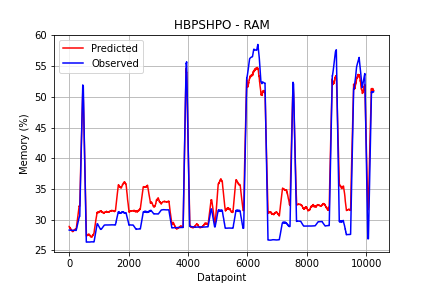 HBPSHPO - RAM
Predicted
Observed
Memory (%)
60
55
50
45
40
35
30
25
0
2000
4000
6000
8000
10000
Datapoint